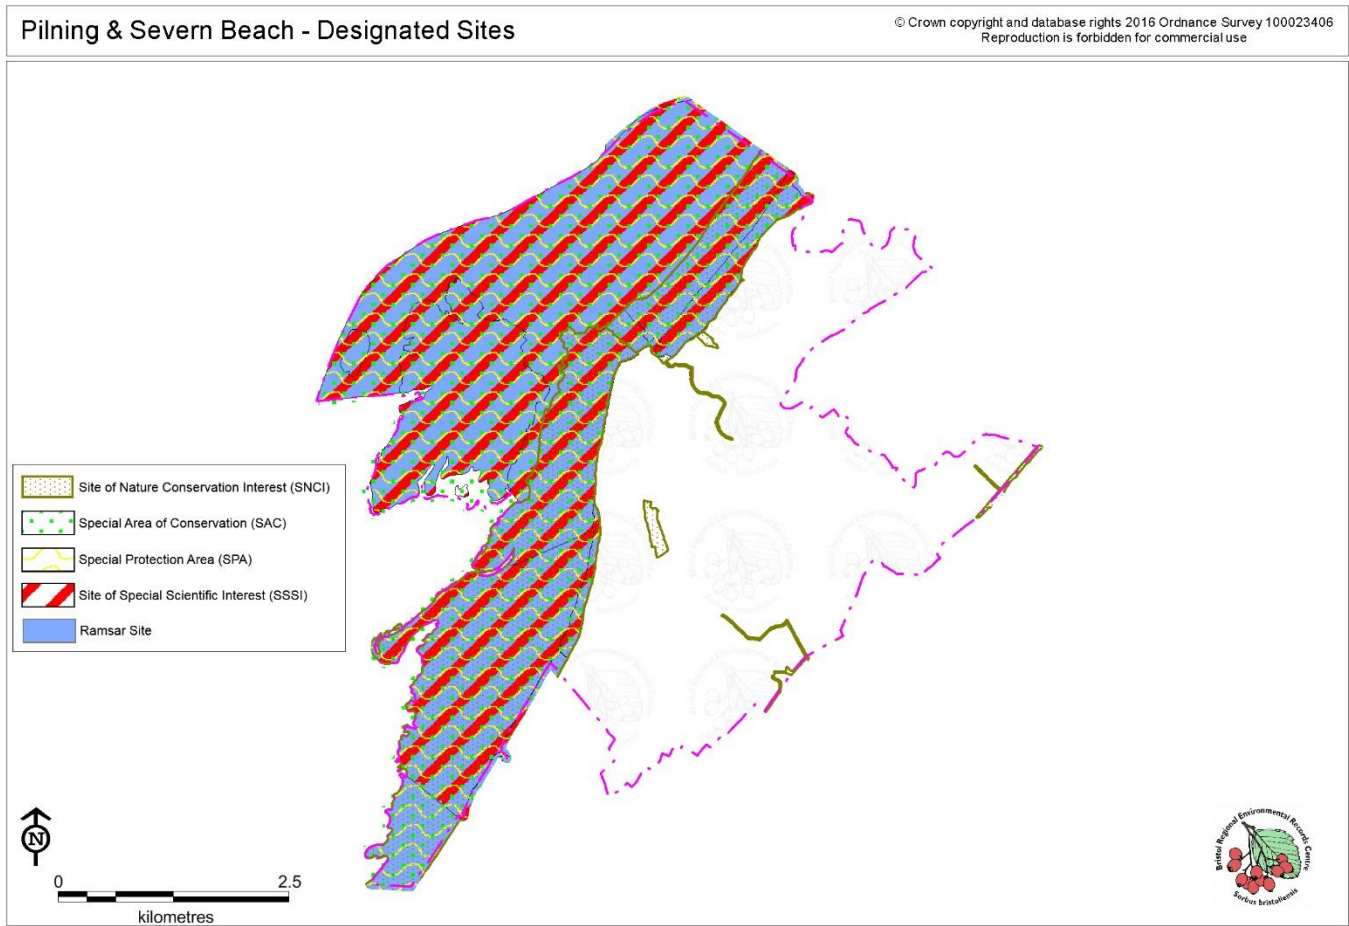 Pilning & Severn Beach - Designated Sites
© Crown copyright and database rights 2016 Ordnance Survey 100023406
Reproduction is forbidden for commercial use
Site of Nature Conservation Interest (SNCI)
Special Area of Conservation (SAC)
Special Protection Area (SPA)
Site of Special Scientific Interest (SSSI)
Ramsar Site
N
0 2.5
kilometres
Bristol Regional Environmental Records Centre
Sorbus bristoliensis